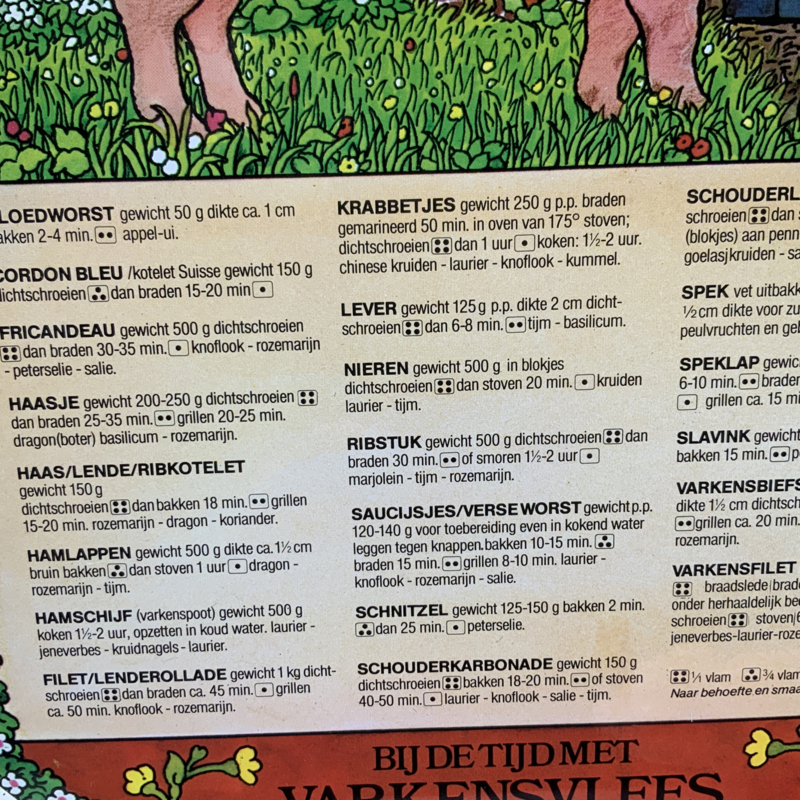 LOEDWORST gewicht 50 g dikte ca. 1 cm
akken 2-4 min. appel-ui.
CORDON BLEU /kotelet Suisse gewicht 150 g
dichtschroeien dan braden 15-20 min
FRICANDEAU gewicht 500 g dichtschroeien
dan braden 30-35 min. knoflook - rozemarijn
- peterselie - salie.
HAASJE gewicht 200-250 g dichtschroeien
dan braden 25-35 min. grillen 20-25 min.
dragon(boter) basilicum - rozemarijn.
HAAS/LENDE/RIBKOTELET
gewicht 150 g
dichtschroeien dan bakken 18 min. grillen
15-20 min. rozemarijn - dragon - koriander.
HAMLAPPEN gewicht 500 g dikte ca. 1½ cm
bruin bakken dan stoven 1 uur dragon -
rozemarijn - tijm.
HAMSCHIJF (varkenspoot) gewicht 500 g
koken 1½-2 uur, opzetten in koud water. laurier -
jeneverbes - kruidnagels - laurier.
FILET/LENDEROLLADE gewicht 1 kg dicht-
schroeien dan braden ca. 45 min. grillen
ca. 50 min. knoflook - rozemarijn.
KRABBETJES gewicht 250 g p.p. braden
gemarineerd 50 min. in oven van 175° stoven;
dichtschroeien dan 1 uur koken: 1½-2 uur.
chinese kruiden - laurier - knoflook - kummel.
LEVER gewicht 125 g p.p. dikte 2 cm dicht-
schroeien dan 6-8 min. tijm - basilicum.
NIEREN gewicht 500 g in blokjes
dichtschroeien dan stoven 20 min. kruiden
laurier - tijm.
RIBSTUK gewicht 500 g dichtschroeien dan
braden 30 min. of smoren 1½-2 uur
marjolein - tijm - rozemarijn.
SAUCIJSJES/VERSE WORST gewicht p.p.
120-140 g voor toebereiding even in kokend water
leggen tegen knappen. bakken 10-15 min.
braden 15 min. grillen 8-10 min. laurier -
knoflook - rozemarijn - salie.
SCHNITZEL gewicht 125-150 g bakken 2 min.
dan 25 min. peterselie.
SCHOUDERKARBONADE gewicht 150 g
dichtschroeien bakken 18-20 min. of stoven
40-50 min. laurier - knoflook - salie - tijm.
SCHOUDERL
schroeien dan
(blokjes) aan penn
goelasjkruiden - sa
SPEK vet uitbakk
½ cm dikte voor zu
peulvruchten en geb
SPEKLAP gewic
6-10 min. brader
grillen ca. 15 mi
SLAVINK gewicht
bakken 15 min. p
VARKENSBIEFS
dikte 1½ cm dichtsch
grillen ca. 20 min.
rozemarijn.
VARKENSFILET
braadslede brade
onder herhaaldelijk be
schroeien stoven 6
jeneverbes-laurier-roze
1/1 vlam ¾ vlam
Naar behoefte en smaa
BIJ DE TIJD MET
VARKENSVLEES